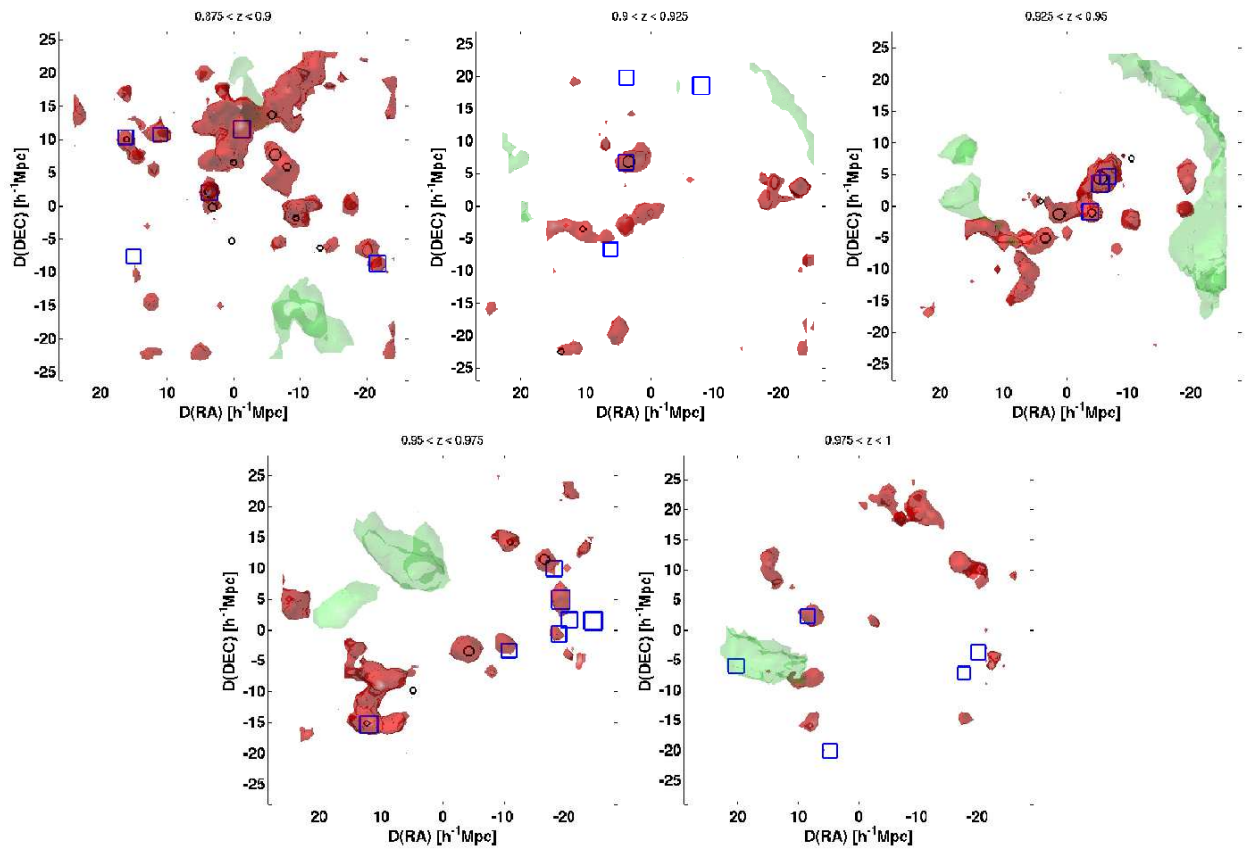 0.875 < z < 0.9
0.9 < z < 0.925
0.925 < z < 0.95
25
20
15
10
5
0
-5
-10
-15
-20
-25
D(DEC) [h⁻¹Mpc]
20 10 0 -10 -20
D(RA) [h⁻¹Mpc]
25
20
15
10
5
0
-5
-10
-15
-20
-25
D(DEC) [h⁻¹Mpc]
20 10 0 -10 -20
D(RA) [h⁻¹Mpc]
25
20
15
10
5
0
-5
-10
-15
-20
-25
D(DEC) [h⁻¹Mpc]
20 10 0 -10 -20
D(RA) [h⁻¹Mpc]
0.95 < z < 0.975
0.975 < z < 1
25
20
15
10
5
0
-5
-10
-15
-20
-25
D(DEC) [h⁻¹Mpc]
20 10 0 -10 -20
D(RA) [h⁻¹Mpc]
25
20
15
10
5
0
-5
-10
-15
-20
-25
D(DEC) [h⁻¹Mpc]
20 10 0 -10 -20
D(RA) [h⁻¹Mpc]